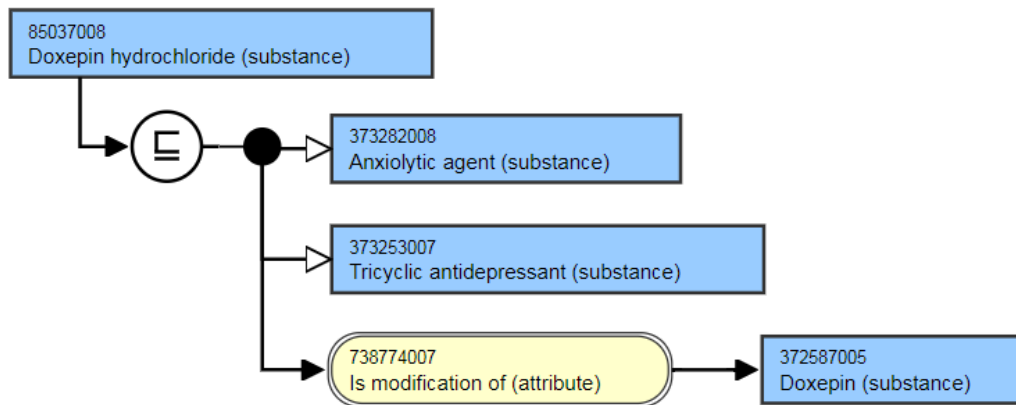 85037008
Doxepin hydrochloride (substance)
⊑
373282008
Anxiolytic agent (substance)
373253007
Tricyclic antidepressant (substance)
738774007
Is modification of (attribute)
372587005
Doxepin (substance)